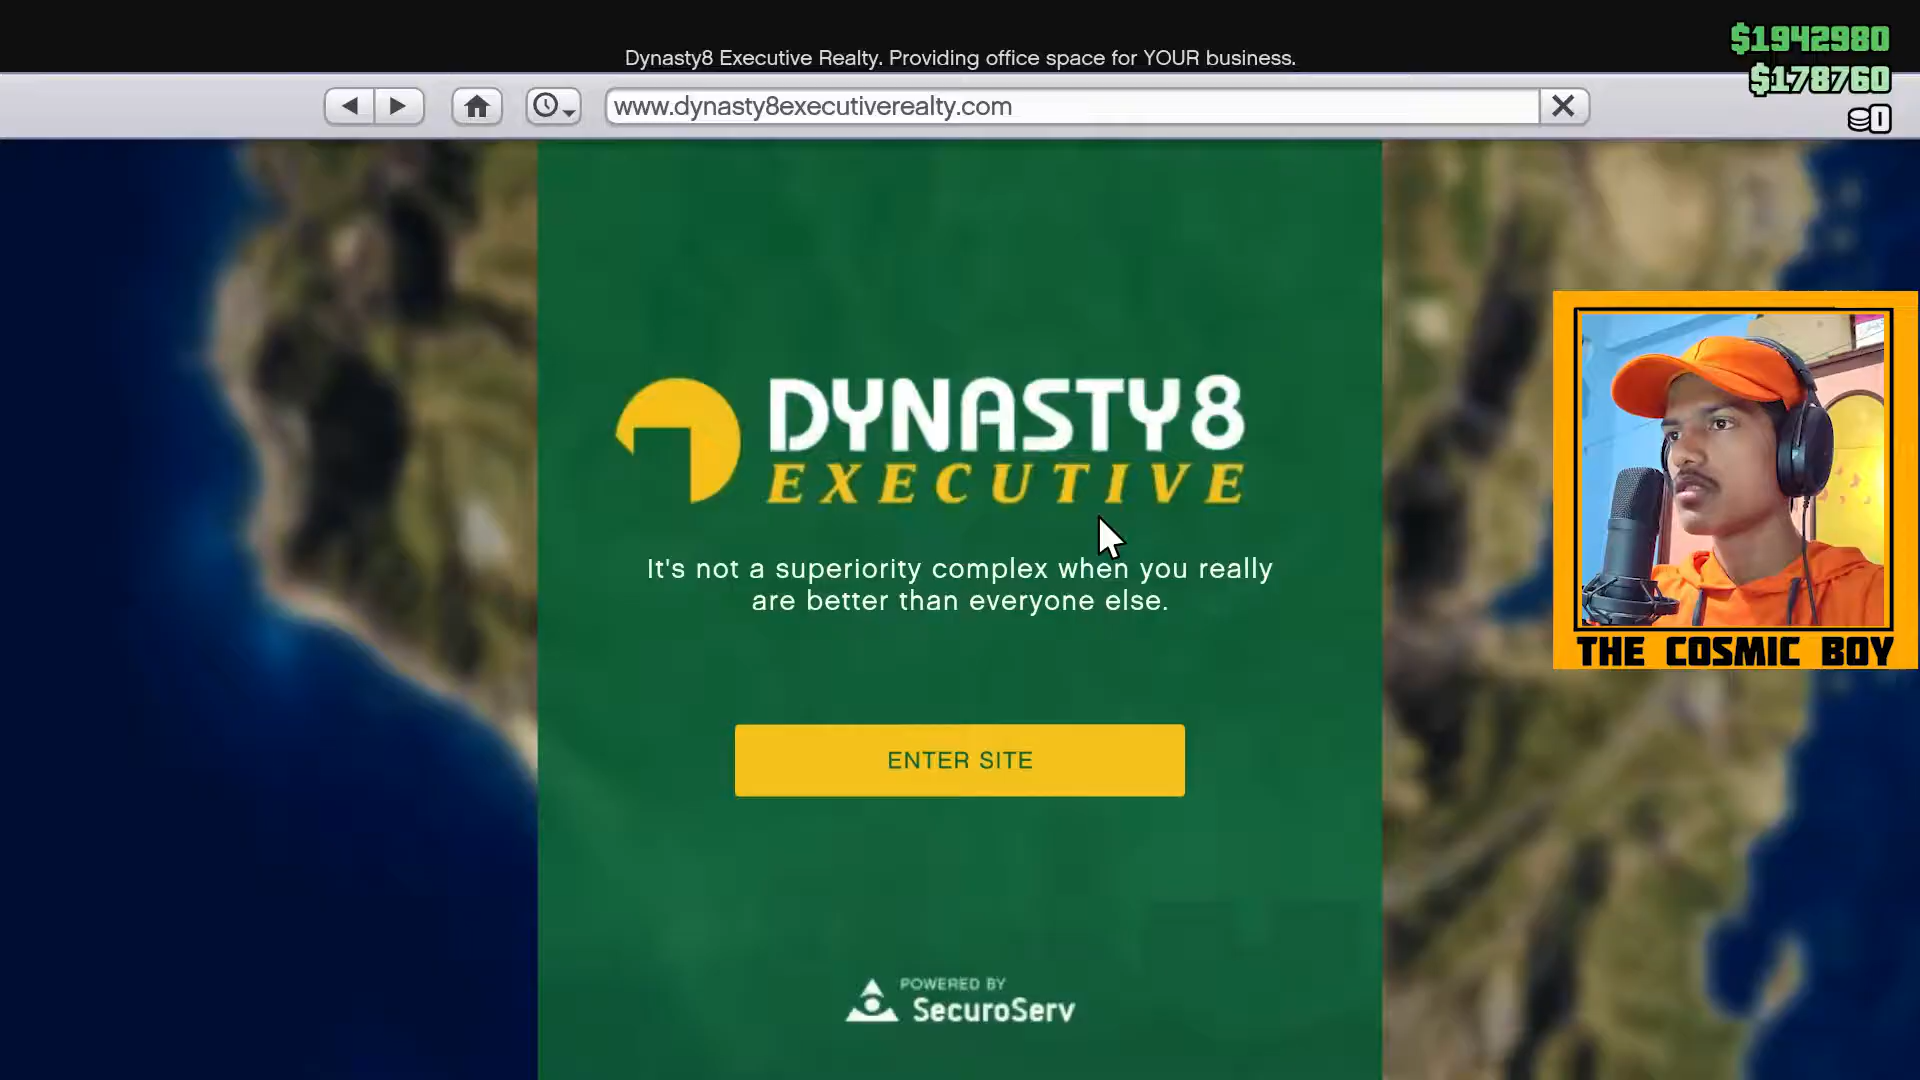 Dynasty8 Executive Realty. Providing office space for YOUR business.
$1942980
$178760
1
www.dynasty8executiverealty.com
DYNASTY8
EXECUTIVE
It's not a superiority complex when you really
are better than everyone else.
ENTER SITE
POWERED BY
SecuroServ
THE COSMIC BOY